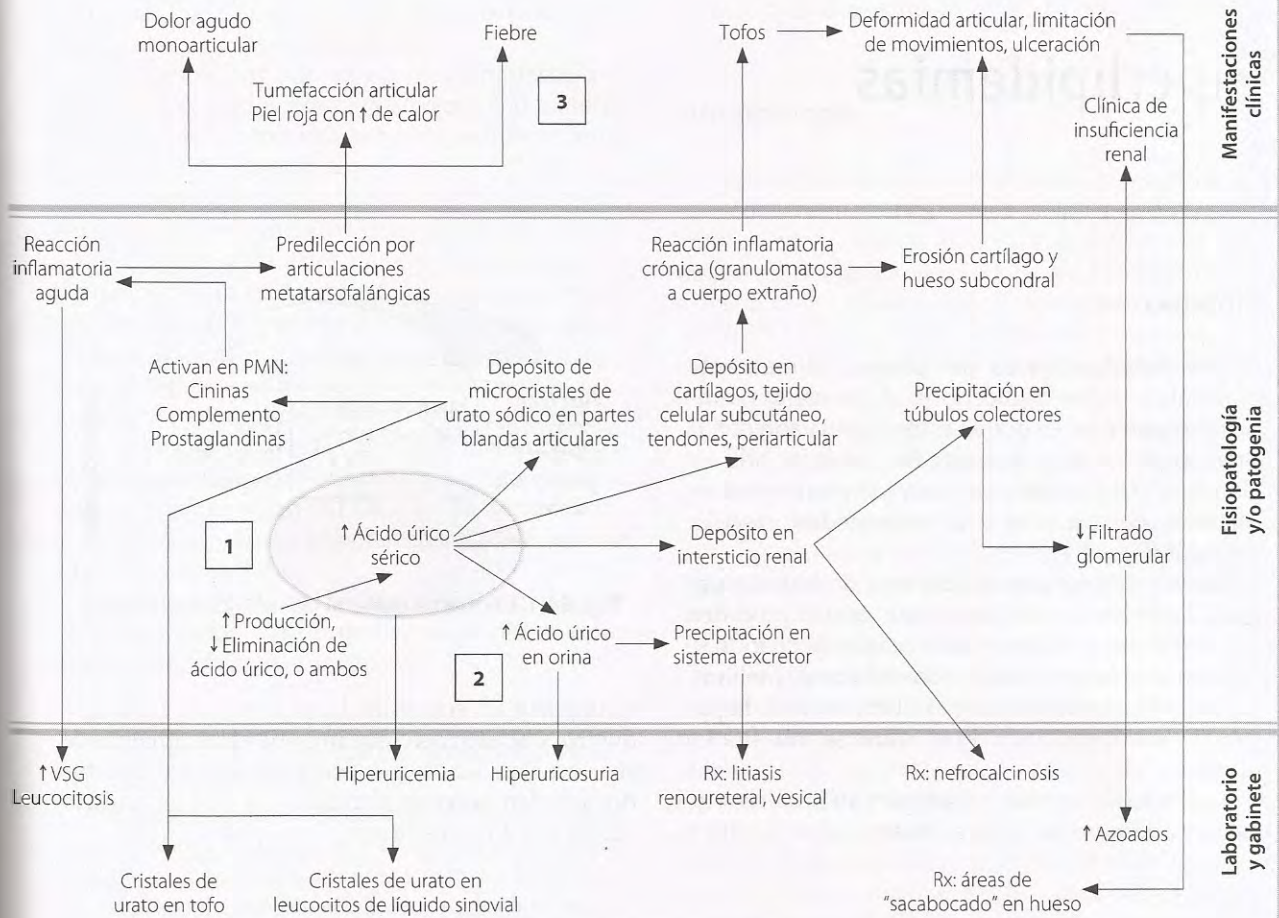 Dolor agudo
monoarticular
Fiebre
Tofos
Deformidad articular, limitación
de movimientos, ulceración
Tumefacción articular
Piel roja con ↑ de calor
3
Clínica de
insuficiencia
renal
Manifestaciones
clínicas
Reacción
inflamatoria
aguda
Predilección por
articulaciones
metatarsofalángicas
Reacción inflamatoria
crónica (granulomatosa
a cuerpo extraño)
Erosión cartílago y
hueso subcondral
Activan en PMN:
Cininas
Complemento
Prostaglandinas
Depósito de
microcristales de
urato sódico en partes
blandas articulares
Depósito en
cartílagos, tejido
celular subcutáneo,
tendones, periarticular
Precipitación en
túbulos colectores
Fisiopatología
y/o patogenia
1
↑ Ácido úrico
sérico
Depósito en
intersticio renal
↓ Filtrado
glomerular
↑ Producción,
↓ Eliminación de
ácido úrico, o ambos
2
↑ Ácido úrico
en orina
Precipitación en
sistema excretor
↑ VSG
Leucocitosis
Hiperuricemia
Hiperuricosuria
Rx: litiasis
renoureteral, vesical
Rx: nefrocalcinosis
↑ Azoados
Laboratorio
y gabinete
Cristales de
urato en tofo
Cristales de urato en
leucocitos de líquido sinovial
Rx: áreas de
"sacabocado" en hueso